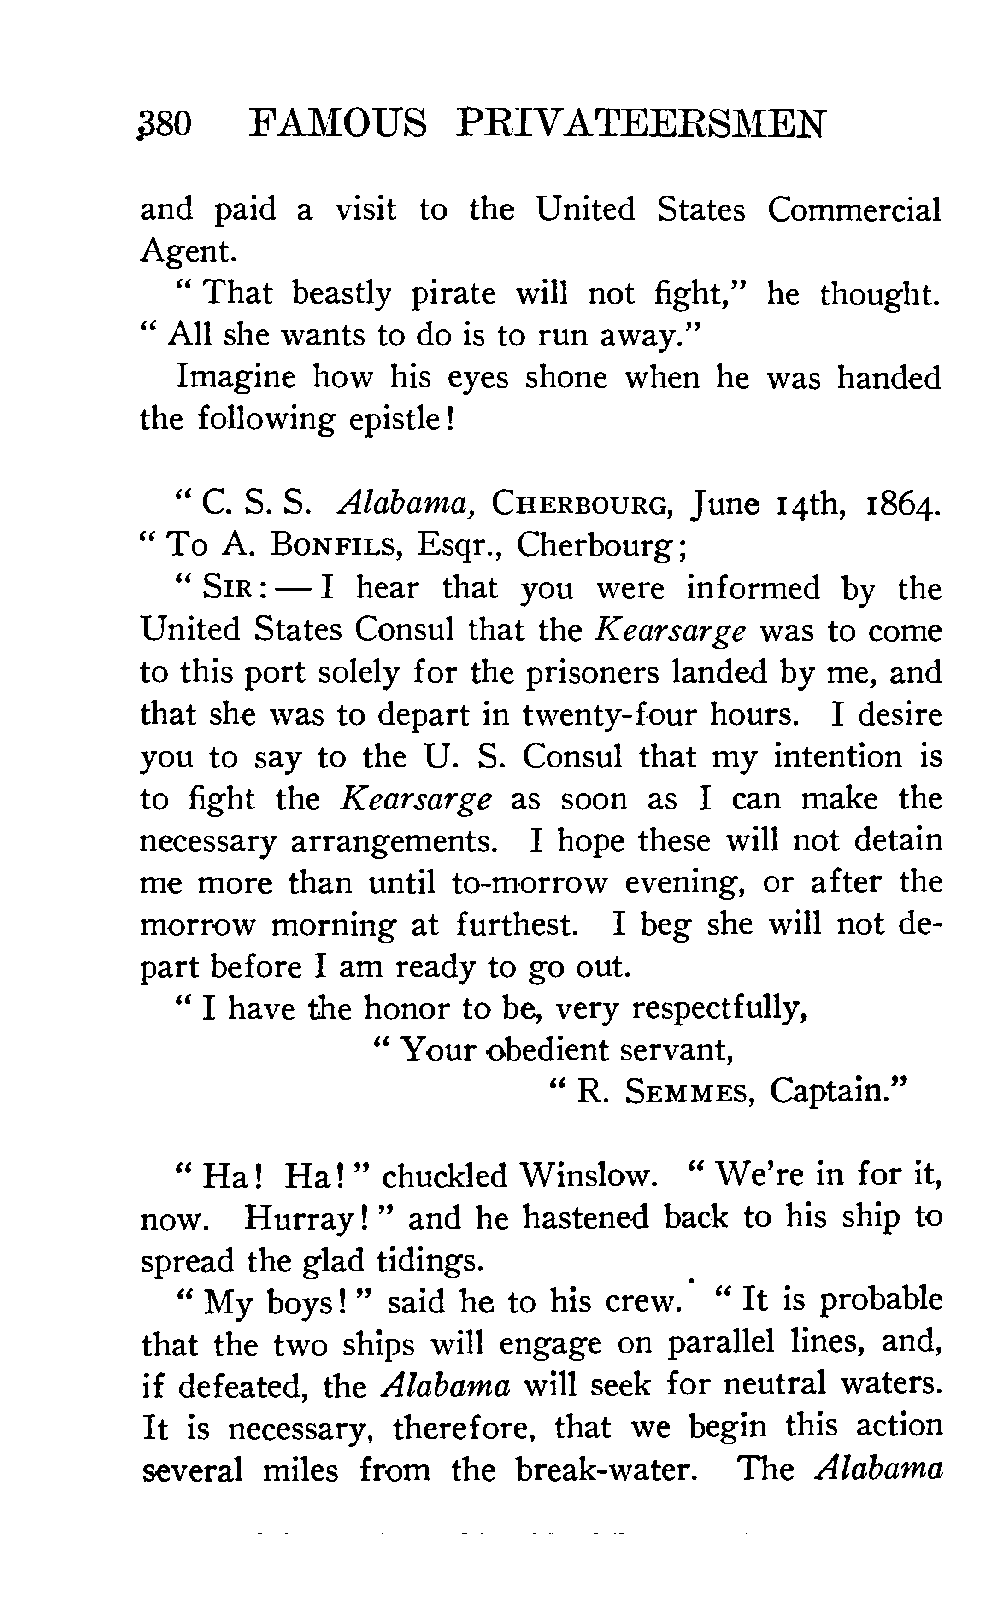 380 FAMOUS PRIVATEERSMEN
and paid a visit to the United States Commercial
Agent.
" That beastly pirate will not fight," he thought.
" All she wants to do is to run away."
Imagine how his eyes shone when he was handed
the following epistle!
" C. S. S. Alabama, CHERBOURG, June 14th, 1864.
" To A. BONFILS, Esqr., Cherbourg;
" SIR: — I hear that you were informed by the
United States Consul that the Kearsarge was to come
to this port solely for the prisoners landed by me, and
that she was to depart in twenty-four hours. I desire
you to say to the U. S. Consul that my intention is
to fight the Kearsarge as soon as I can make the
necessary arrangements. I hope these will not detain
me more than until to-morrow evening, or after the
morrow morning at furthest. I beg she will not de-
part before I am ready to go out.
" I have the honor to be, very respectfully,
" Your obedient servant,
" R. SEMMES, Captain."
" Ha! Ha! " chuckled Winslow. " We're in for it,
now. Hurray! " and he hastened back to his ship to
spread the glad tidings.
" My boys! " said he to his crew. " It is probable
that the two ships will engage on parallel lines, and,
if defeated, the Alabama will seek for neutral waters.
It is necessary, therefore, that we begin this action
several miles from the break-water. The Alabama